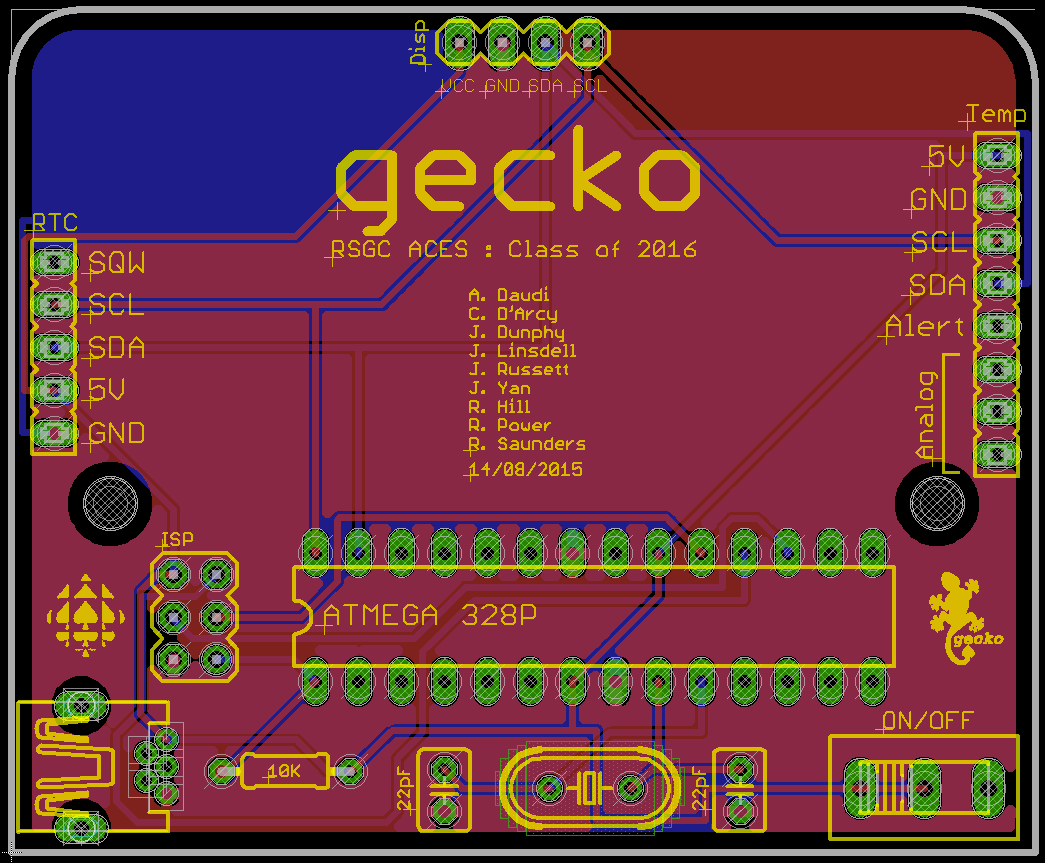 Disp
VCC GND SDA SCL
Temp
gecko
5V
GND
SCL
SDA
Alert
Analog
RTC
SQW
SCL
SDA
5V
GND
RSGC ACES : Class of 2016
A. Daudi
C. D'Arcy
J. Dunphy
J. Linsdell
J. Russett
J. Yan
R. Hill
R. Power
R. Saunders
14/08/2015
ISP
ATMEGA 328P
gecko
ON/OFF
10K
22pF
22pF